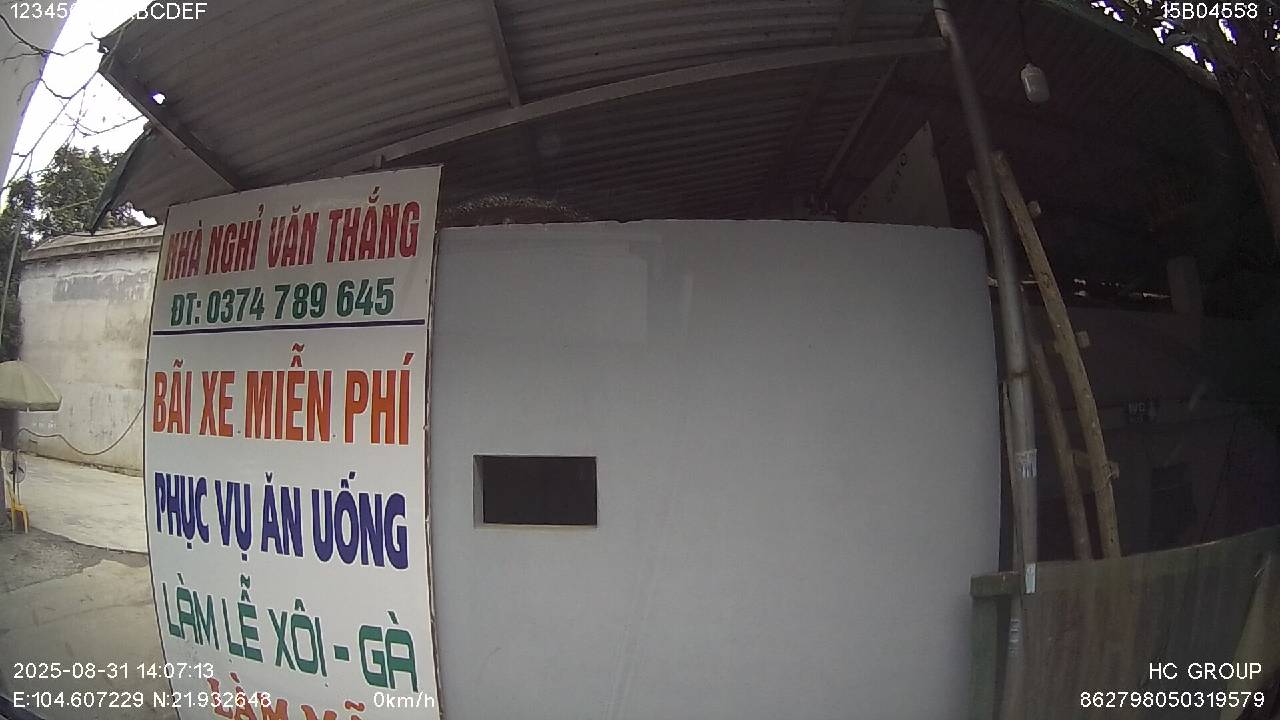 15B04558
NHÀ NGHỈ VĂN THẮNG
ĐT: 0374 789 645
BÃI XE MIỄN PHÍ
PHỤC VỤ ĂN UỐNG
LÀM LỄ XÔI - GÀ
LÀM
2025-08-31 14:07:13
HC GROUP
E:104.607229 N:21.932648 0km/h
862798050319579